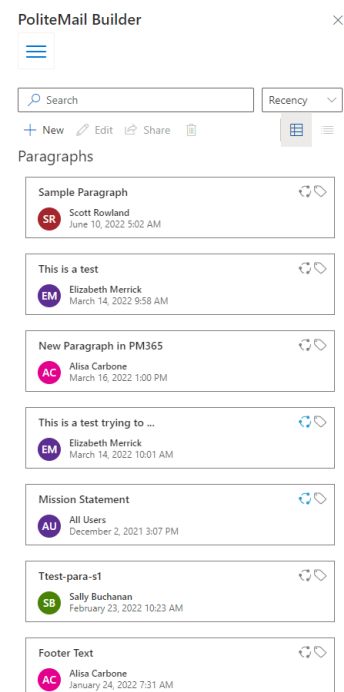 PoliteMail Builder
Search
Recency
New Edit Share
Paragraphs
Sample Paragraph
SR
Scott Rowland
June 10, 2022 5:02 AM
This is a test
EM
Elizabeth Merrick
March 14, 2022 9:58 AM
New Paragraph in PM365
AC
Alisa Carbone
March 16, 2022 1:00 PM
This is a test trying to ...
EM
Elizabeth Merrick
March 14, 2022 10:01 AM
Mission Statement
AU
All Users
December 2, 2021 3:07 PM
Ttest-para-s1
SB
Sally Buchanan
February 23, 2022 10:23 AM
Footer Text
AC
Alisa Carbone
January 24, 2022 7:31 AM